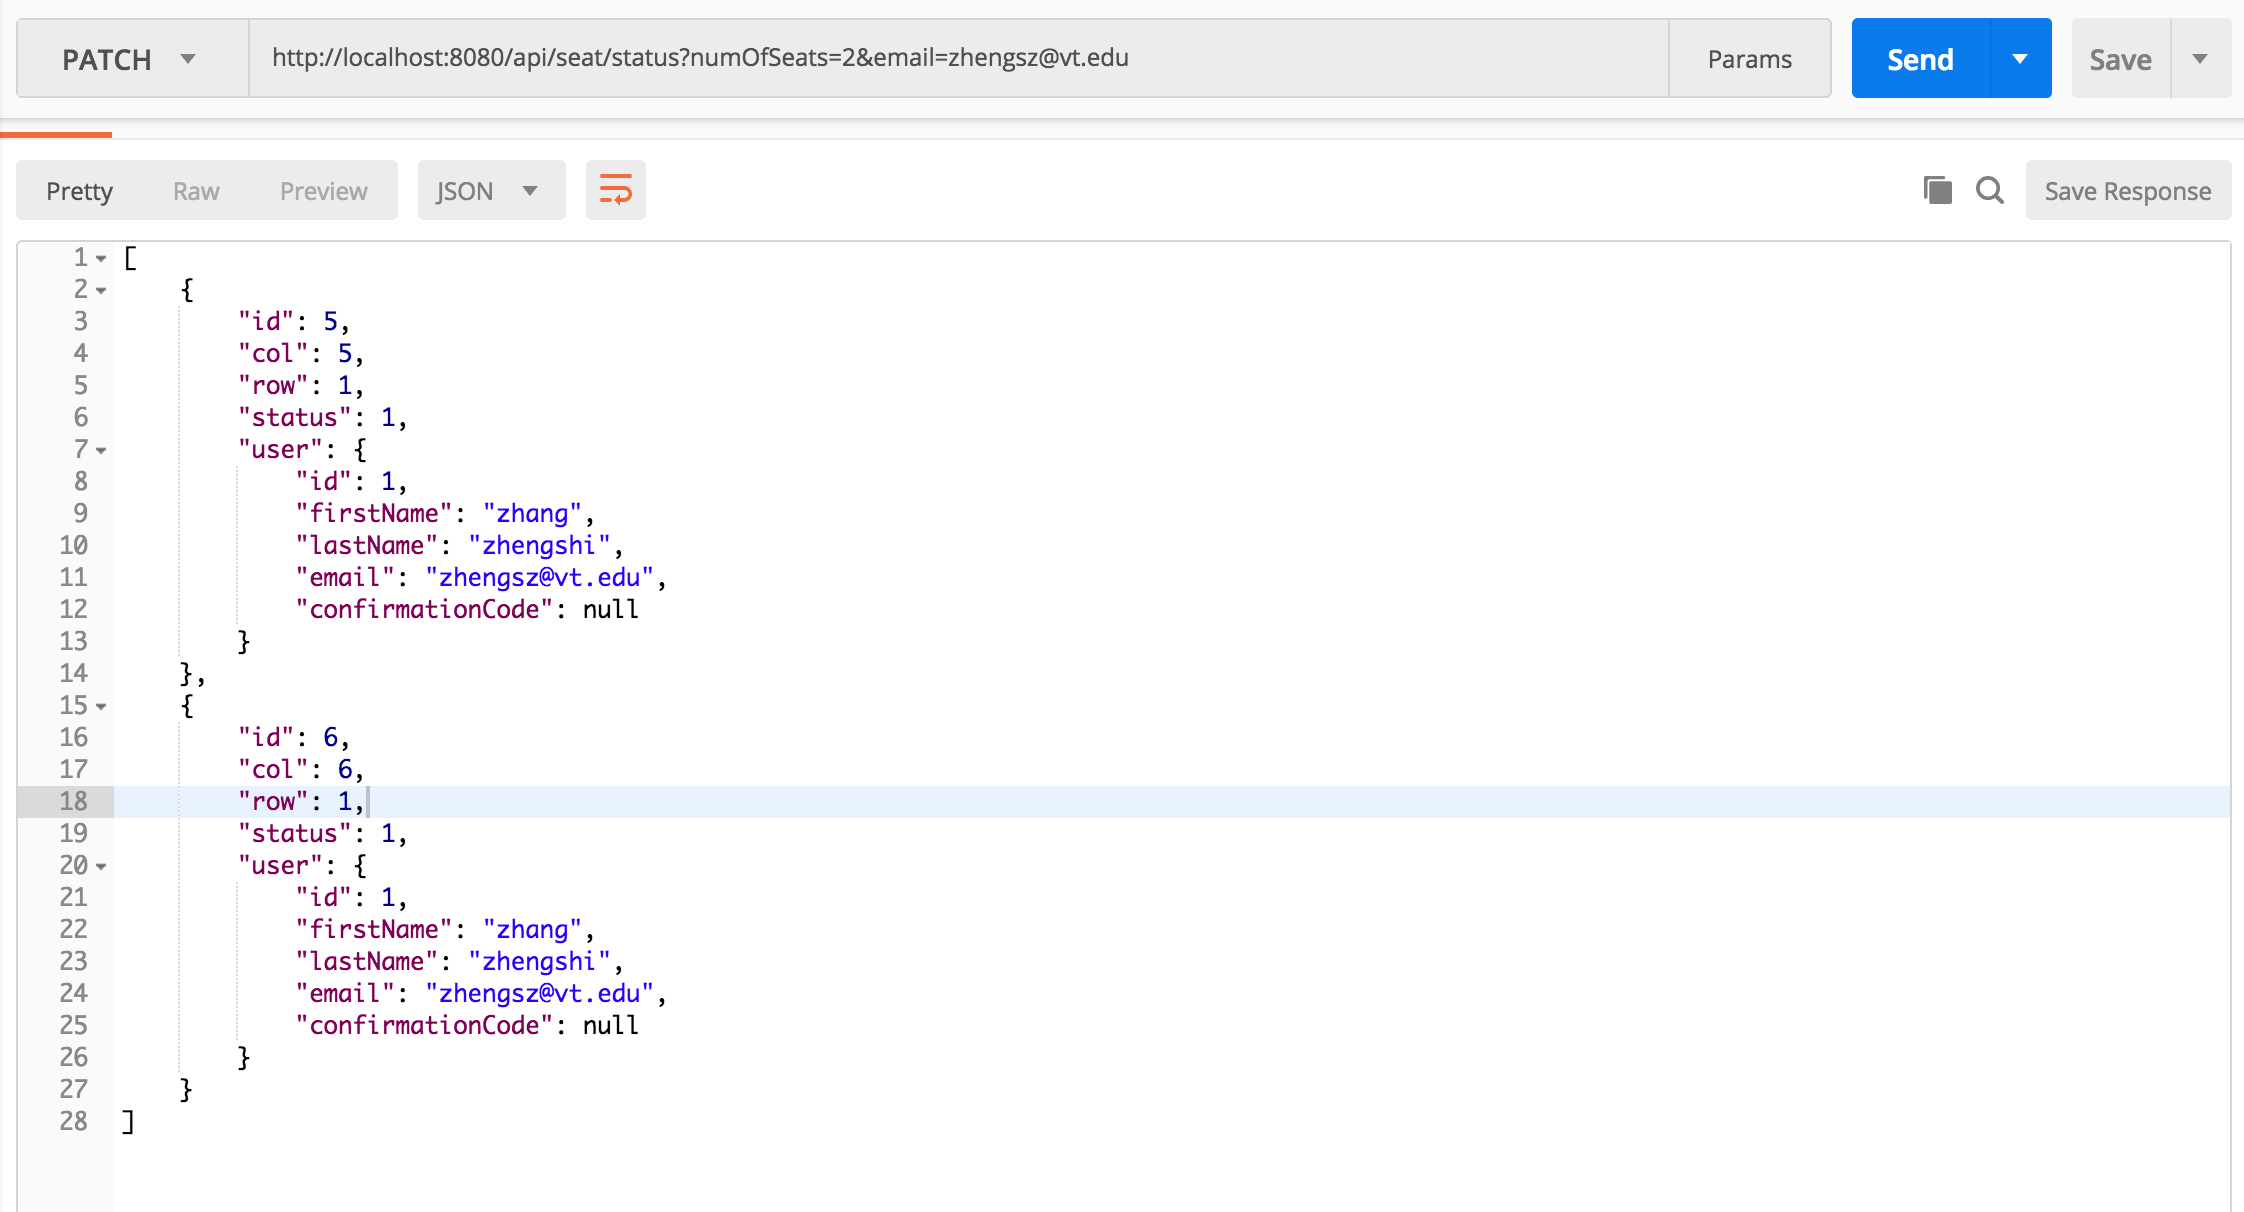 PATCH http://localhost:8080/api/seat/status?numOfSeats=2&email=zhengsz@vt.edu Params Send Save
Pretty Raw Preview JSON Save Response
1 [
2 {
3 "id": 5,
4 "col": 5,
5 "row": 1,
6 "status": 1,
7 "user": {
8 "id": 1,
9 "firstName": "zhang",
10 "lastName": "zhengshi",
11 "email": "zhengsz@vt.edu",
12 "confirmationCode": null
13 }
14 },
15 {
16 "id": 6,
17 "col": 6,
18 "row": 1,
19 "status": 1,
20 "user": {
21 "id": 1,
22 "firstName": "zhang",
23 "lastName": "zhengshi",
24 "email": "zhengsz@vt.edu",
25 "confirmationCode": null
26 }
27 }
28 ]